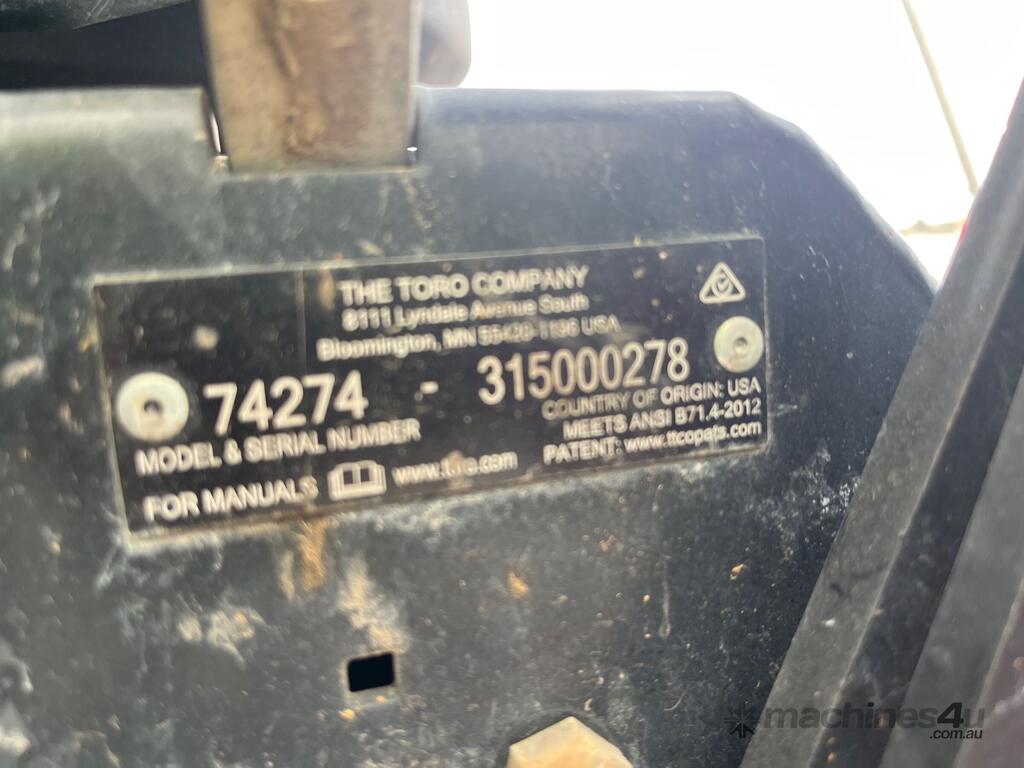 THE TORO COMPANY
8111 Lyndale Avenue South
Bloomington, MN 55420-1196 USA
74274 - 315000278
MODEL & SERIAL NUMBER
COUNTRY OF ORIGIN: USA
MEETS ANSI B71.4-2012
FOR MANUALS www.toro.com
PATENT: www.ttcopats.com
machines4u
.com.au